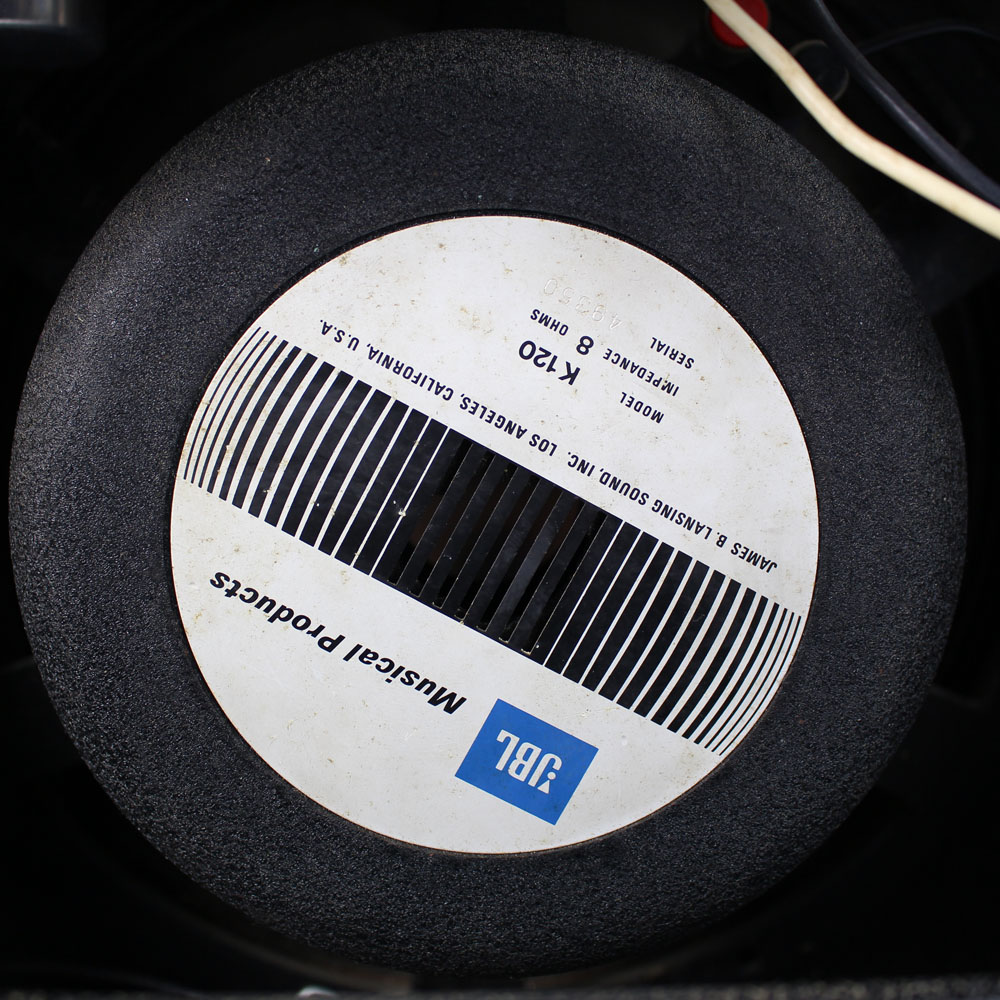 JBL Musical Products
JAMES B. LANSING SOUND, INC. LOS ANGELES, CALIFORNIA, U.S.A.
MODEL K120
IMPEDANCE 8 OHMS
SERIAL